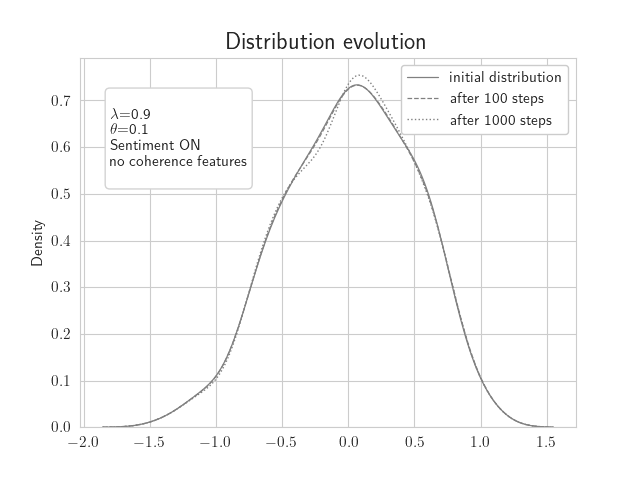 Distribution evolution
initial distribution
after 100 steps
after 1000 steps
λ=0.9
θ=0.1
Sentiment ON
no coherence features
Density
0.7
0.6
0.5
0.4
0.3
0.2
0.1
0.0
−2.0 −1.5 −1.0 −0.5 0.0 0.5 1.0 1.5